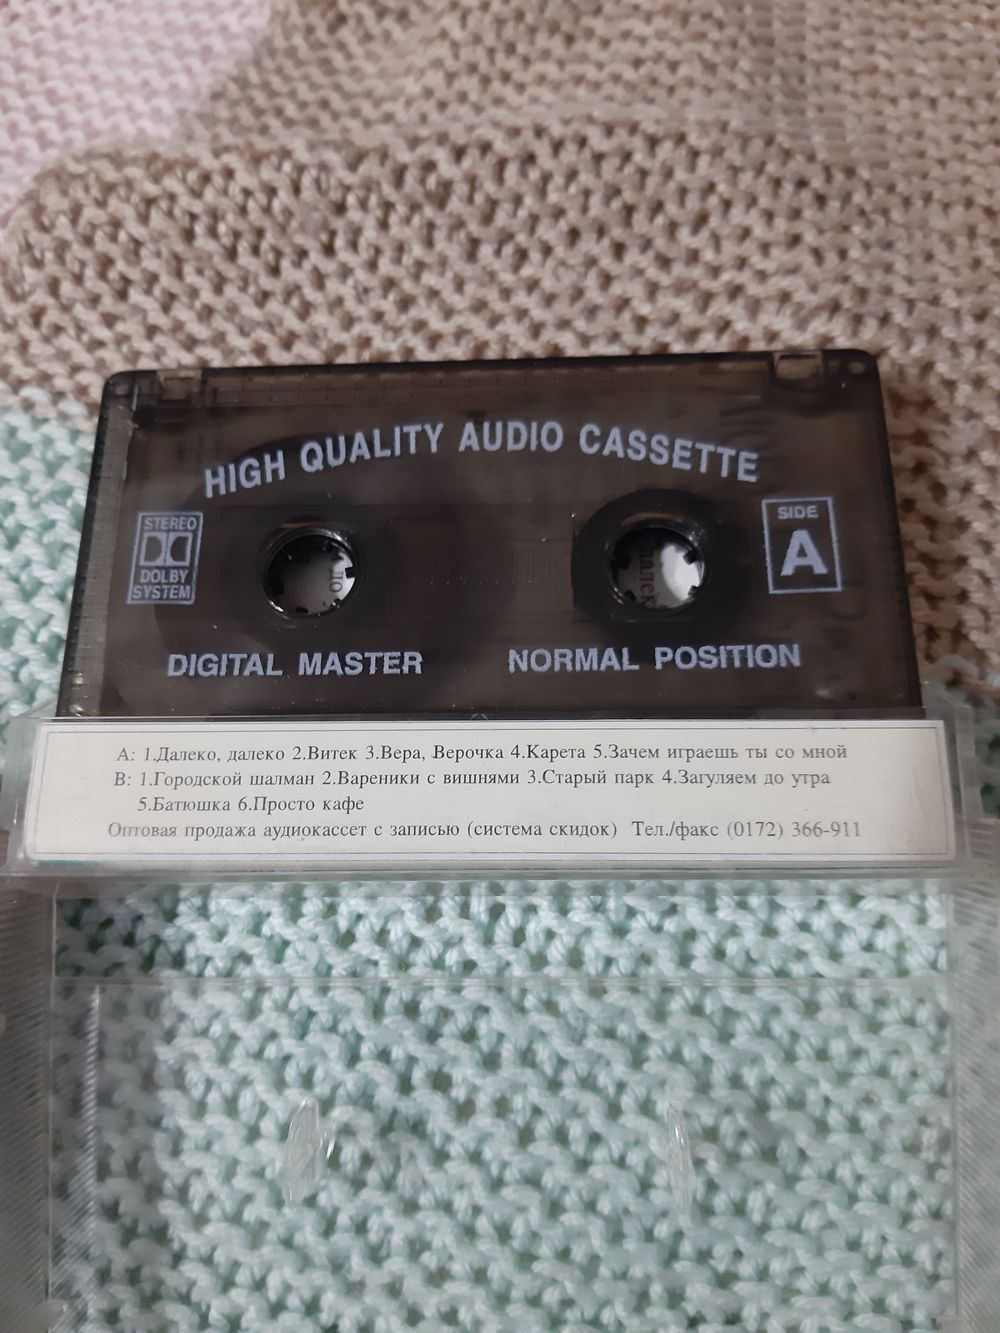 HIGH QUALITY AUDIO CASSETTE
STEREO
DOLBY
SYSTEM
SIDE
A
DIGITAL MASTER
NORMAL POSITION
A: 1.Далеко, далеко 2.Витек 3.Вера, Верочка 4.Карета 5.Зачем играешь ты со мной
B: 1.Городской шалман 2.Вареники с вишнями 3.Старый парк 4.Загуляем до утра
5.Батюшка 6.Просто кафе
Оптовая продажа аудиокассет с записью (система скидок) Тел./факс (0172) 366-911